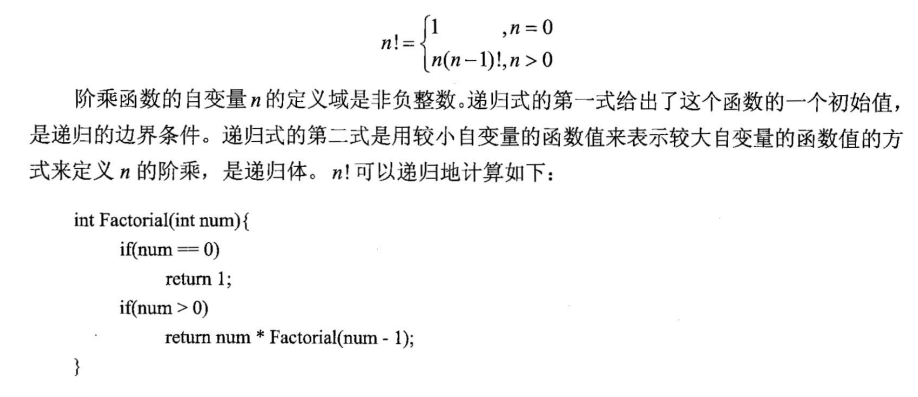 n! = { 1 , n = 0
n(n−1)!, n > 0
阶乘函数的自变量 n 的定义域是非负整数。递归式的第一式给出了这个函数的一个初始值，
是递归的边界条件。递归式的第二式是用较小自变量的函数值来表示较大自变量的函数值的方
式来定义 n 的阶乘，是递归体。n! 可以递归地计算如下：
int Factorial(int num){
if(num == 0)
return 1;
if(num > 0)
return num * Factorial(num - 1);
}